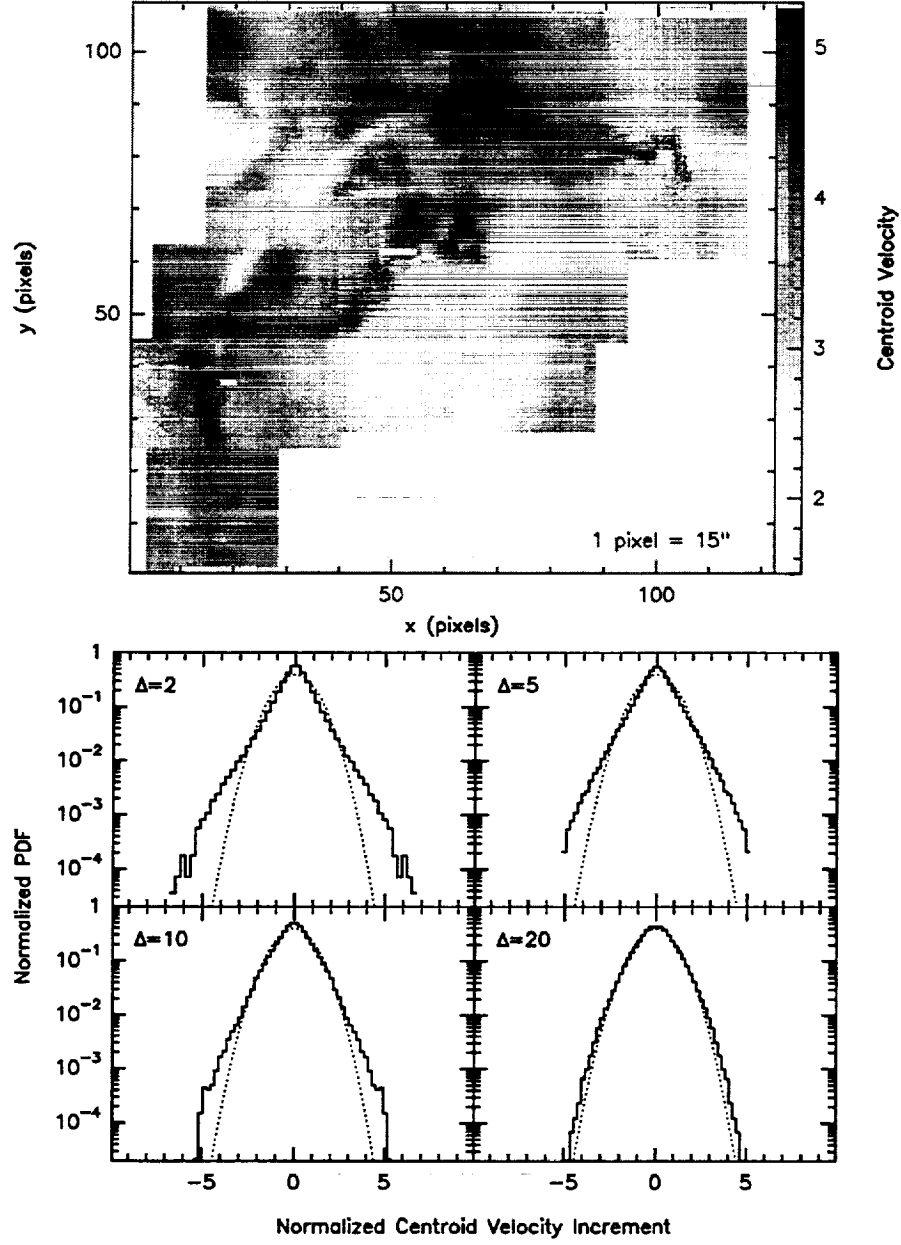 100
50
y (pixels)
50
100
x (pixels)
1 pixel = 15"
5
4
3
2
Centroid Velocity
Δ=2
Δ=5
Δ=10
Δ=20
1
10⁻¹
10⁻²
10⁻³
10⁻⁴
1
10⁻¹
10⁻²
10⁻³
10⁻⁴
Normalized PDF
-5
0
5
-5
0
5
Normalized Centroid Velocity Increment